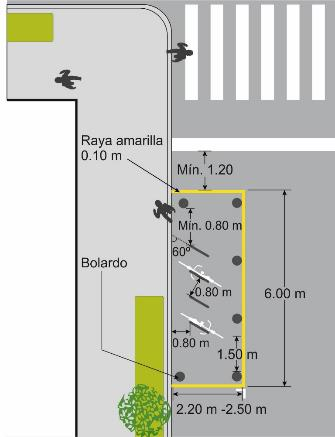 Raya amarilla
0.10 m
Mín. 1.20
Mín. 0.80 m
60º
Bolardo
0.80 m
6.00 m
0.80 m
1.50 m
2.20 m -2.50 m